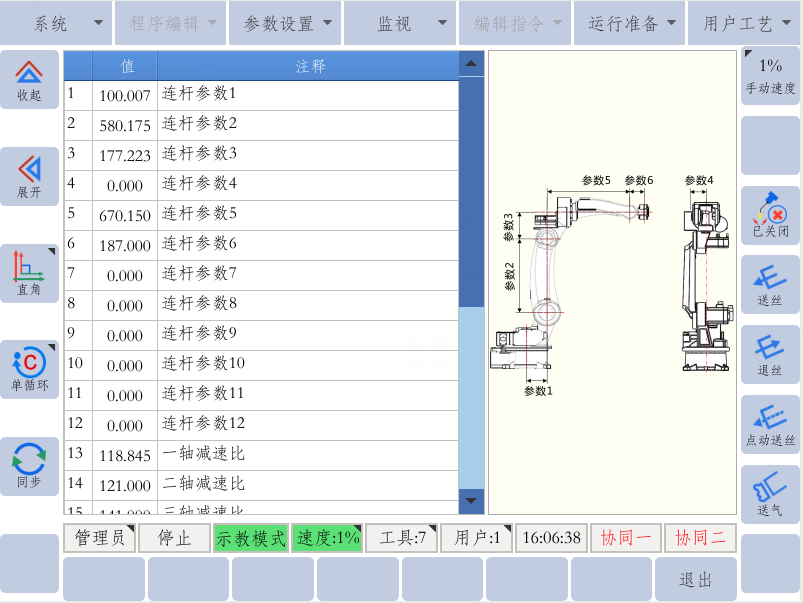 系统 程序编辑 参数设置 监视 编辑指令 运行准备 用户工艺
收起
展开
直角
单循环
同步
值 注释
1 100.007 连杆参数1
2 580.175 连杆参数2
3 177.223 连杆参数3
4 0.000 连杆参数4
5 670.150 连杆参数5
6 187.000 连杆参数6
7 0.000 连杆参数7
8 0.000 连杆参数8
9 0.000 连杆参数9
10 0.000 连杆参数10
11 0.000 连杆参数11
12 0.000 连杆参数12
13 118.845 一轴减速比
14 121.000 二轴减速比
15 141.000 三轴减速比
参数5 参数6 参数4
参数3
参数2
参数1
1%
手动速度
已关闭
送丝
退丝
点动送丝
送气
管理员 停止 示教模式 速度:1% 工具:7 用户:1 16:06:38 协同一 协同二
退出